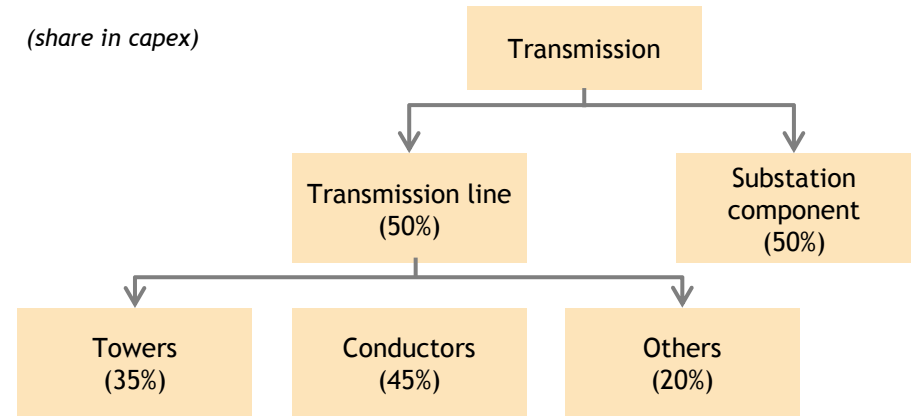 (share in capex)
Transmission
Transmission line
(50%)
Substation
component
(50%)
Towers
(35%)
Conductors
(45%)
Others
(20%)